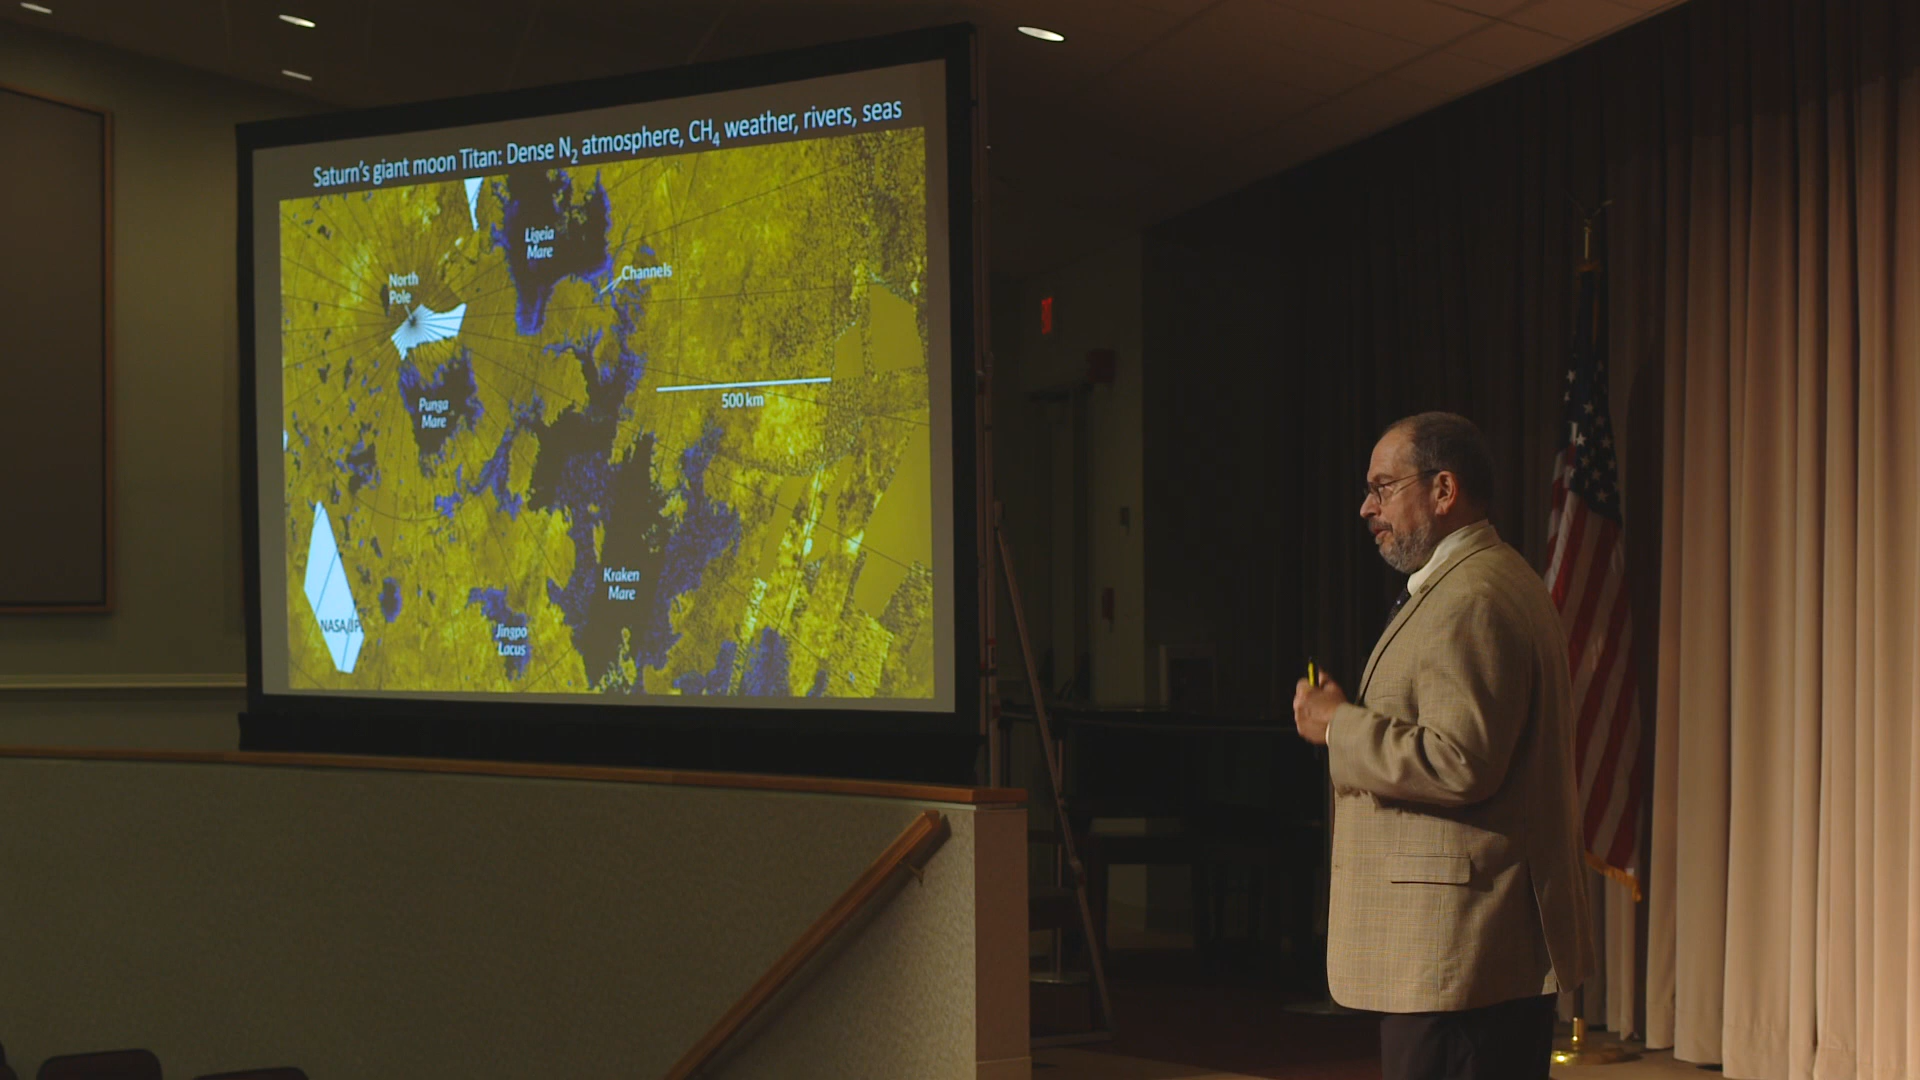 Saturn's giant moon Titan: Dense N₂ atmosphere, CH₄ weather, rivers, seas
Ligeia
Mare
Channels
North
Pole
500 km
Punga
Mare
Kraken
Mare
NASA/JP
Jingpo
Lacus